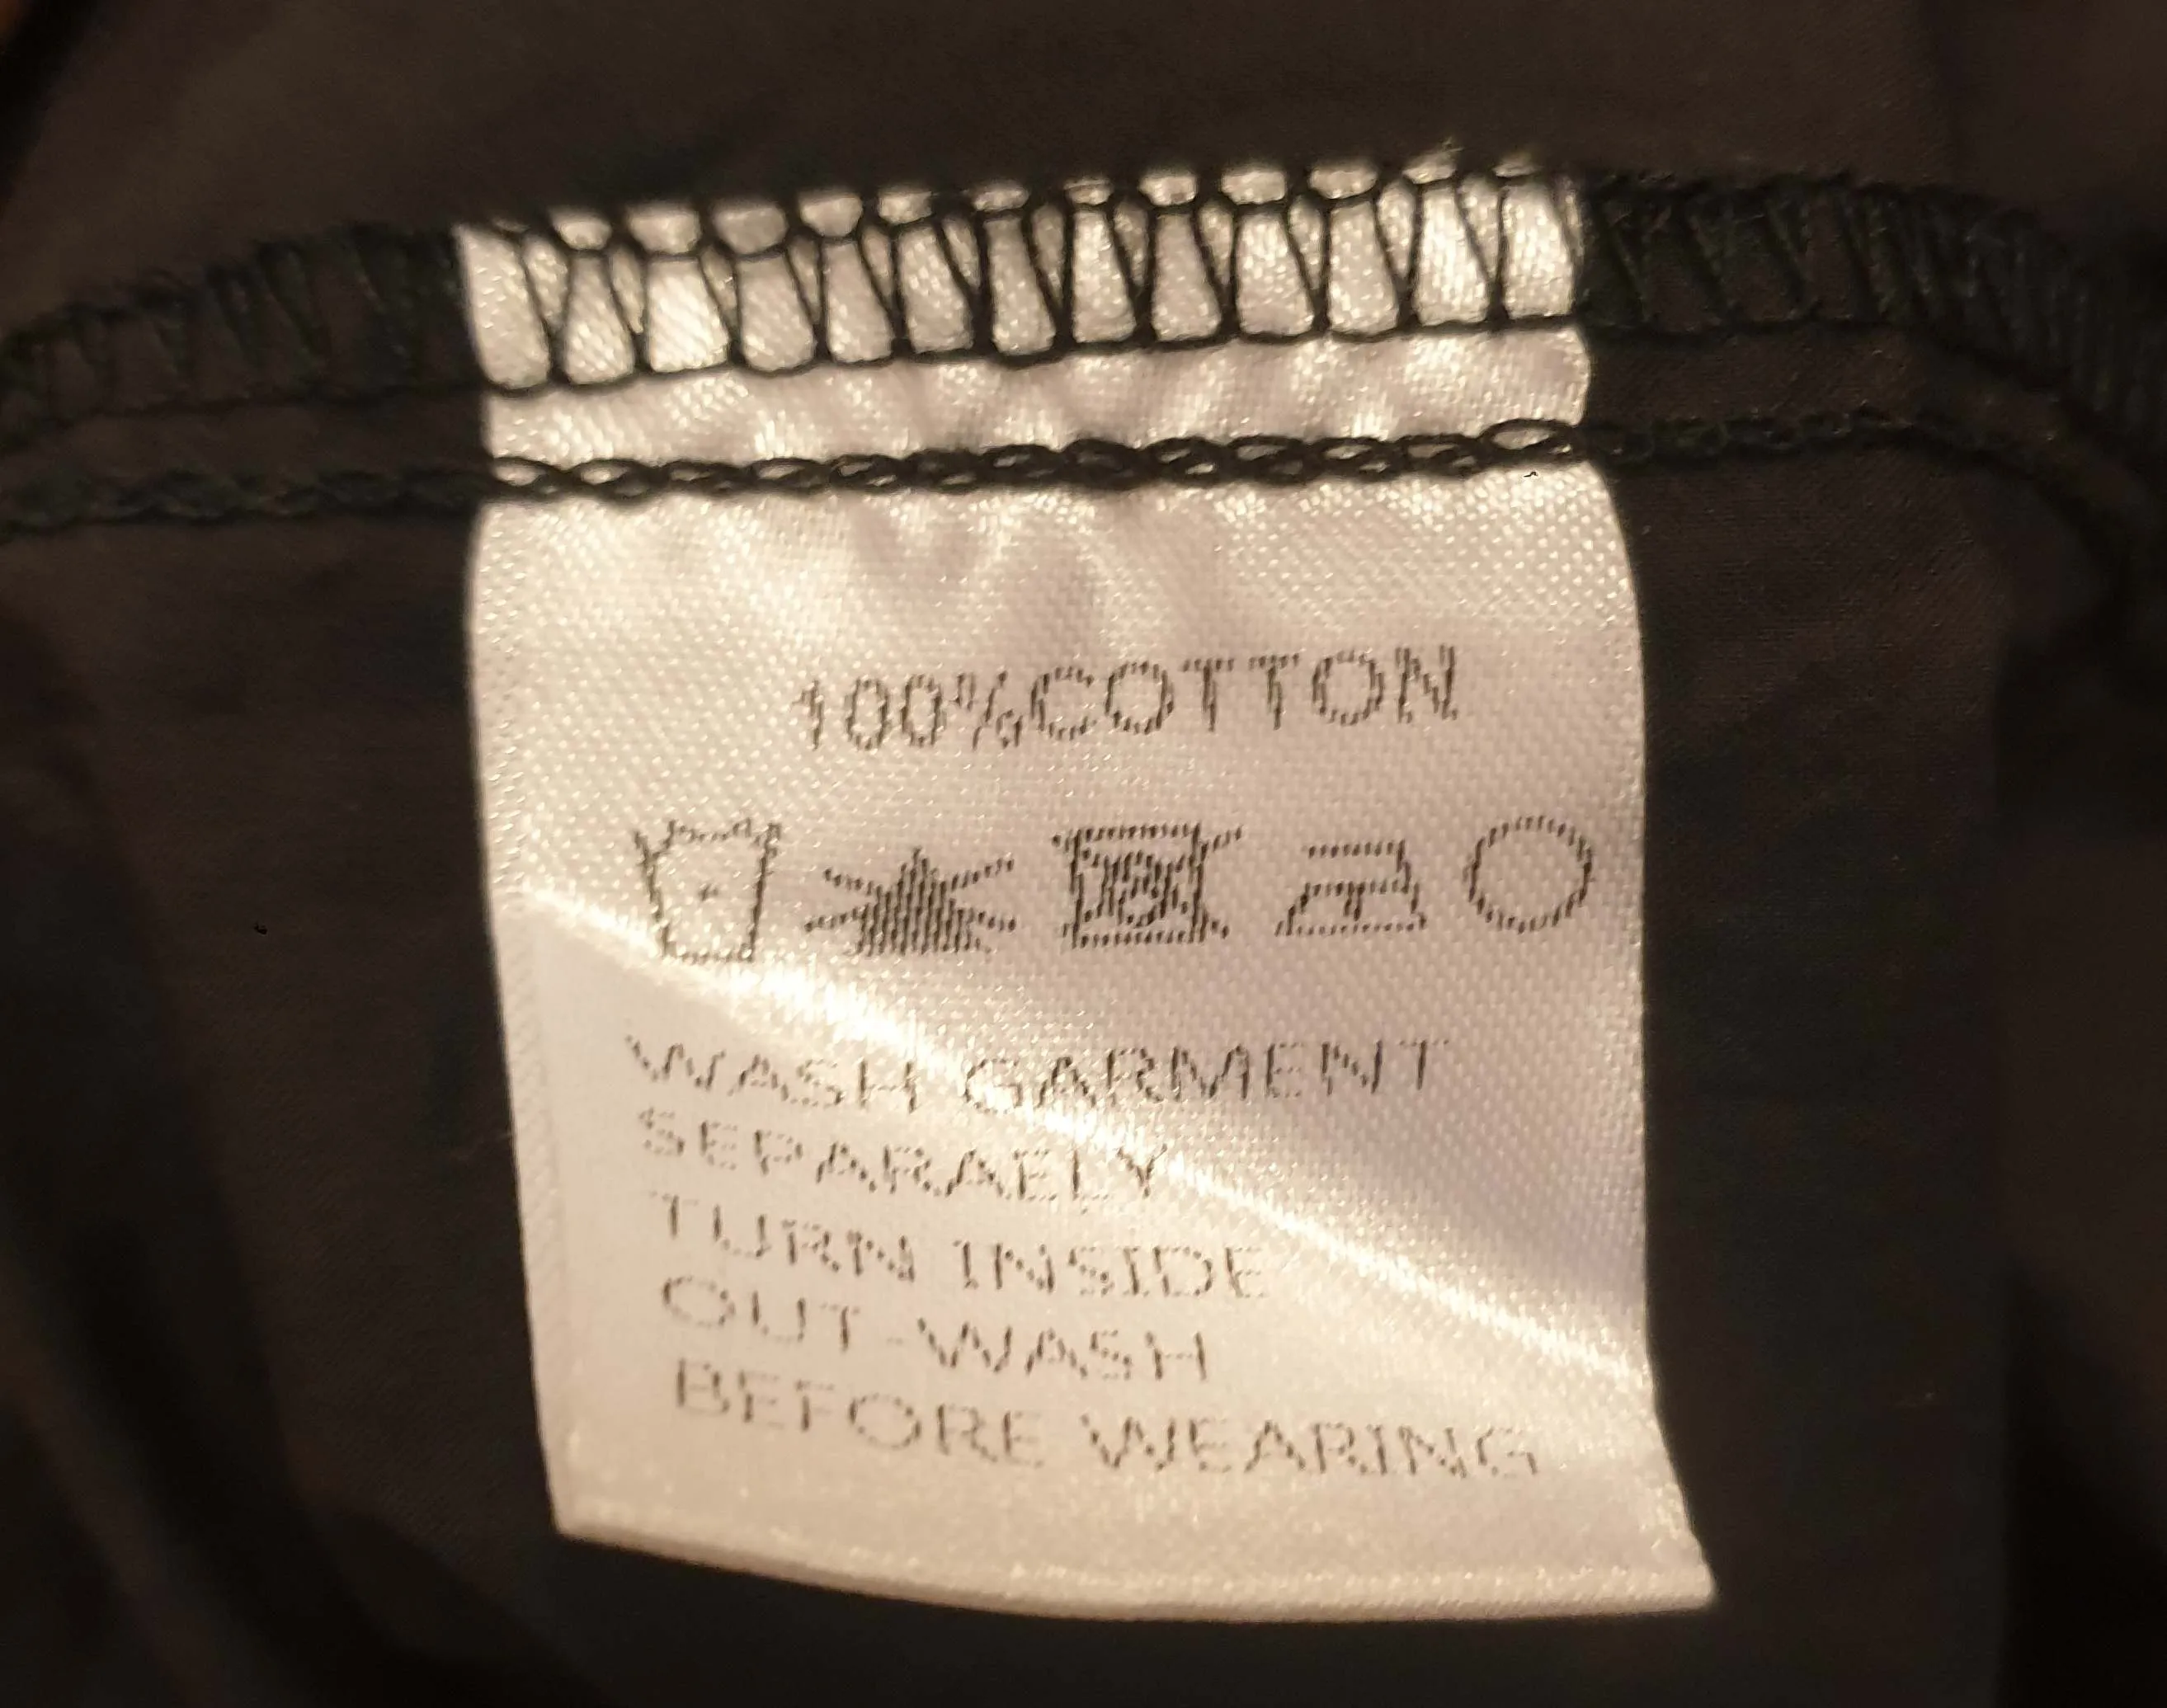 100%COTTON
WASH GARMENT
SEPARAELY
TURN INSIDE
OUT-WASH
BEFORE WEARING